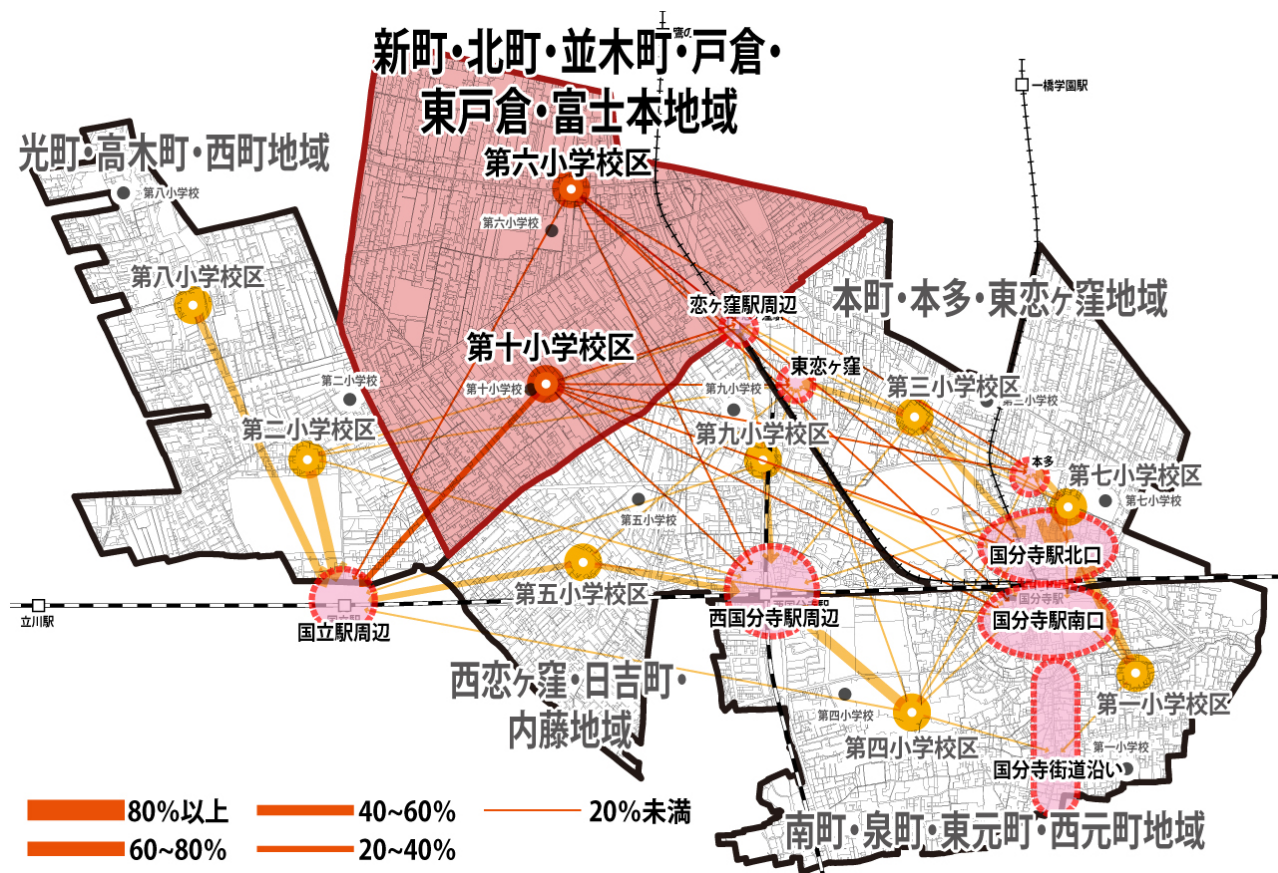 鷹の
新町・北町・並木町・戸倉・
東戸倉・富士本地域
一橋学園駅
光町・高木町・西町地域
第六小学校区
第八小学校
第六小学校
第八小学校区
本町・本多・東恋ヶ窪地域
恋ヶ窪駅周辺
第十小学校区
東恋ヶ窪
第二小学校
第十小学校
第九小学校
第三小学校区
第三小学校
第二小学校区
第九小学校区
本多
第七小学校区
第七小学校
第五小学校
国分寺駅北口
第五小学校区
国分寺駅
立川駅
国立駅周辺
西国分寺駅周辺
国分寺駅南口
西恋ヶ窪・日吉町・
内藤地域
第四小学校
第一小学校区
第四小学校区
第一小学校
国分寺街道沿い
80%以上
40~60%
20%未満
60~80%
20~40%
南町・泉町・東元町・西元町地域